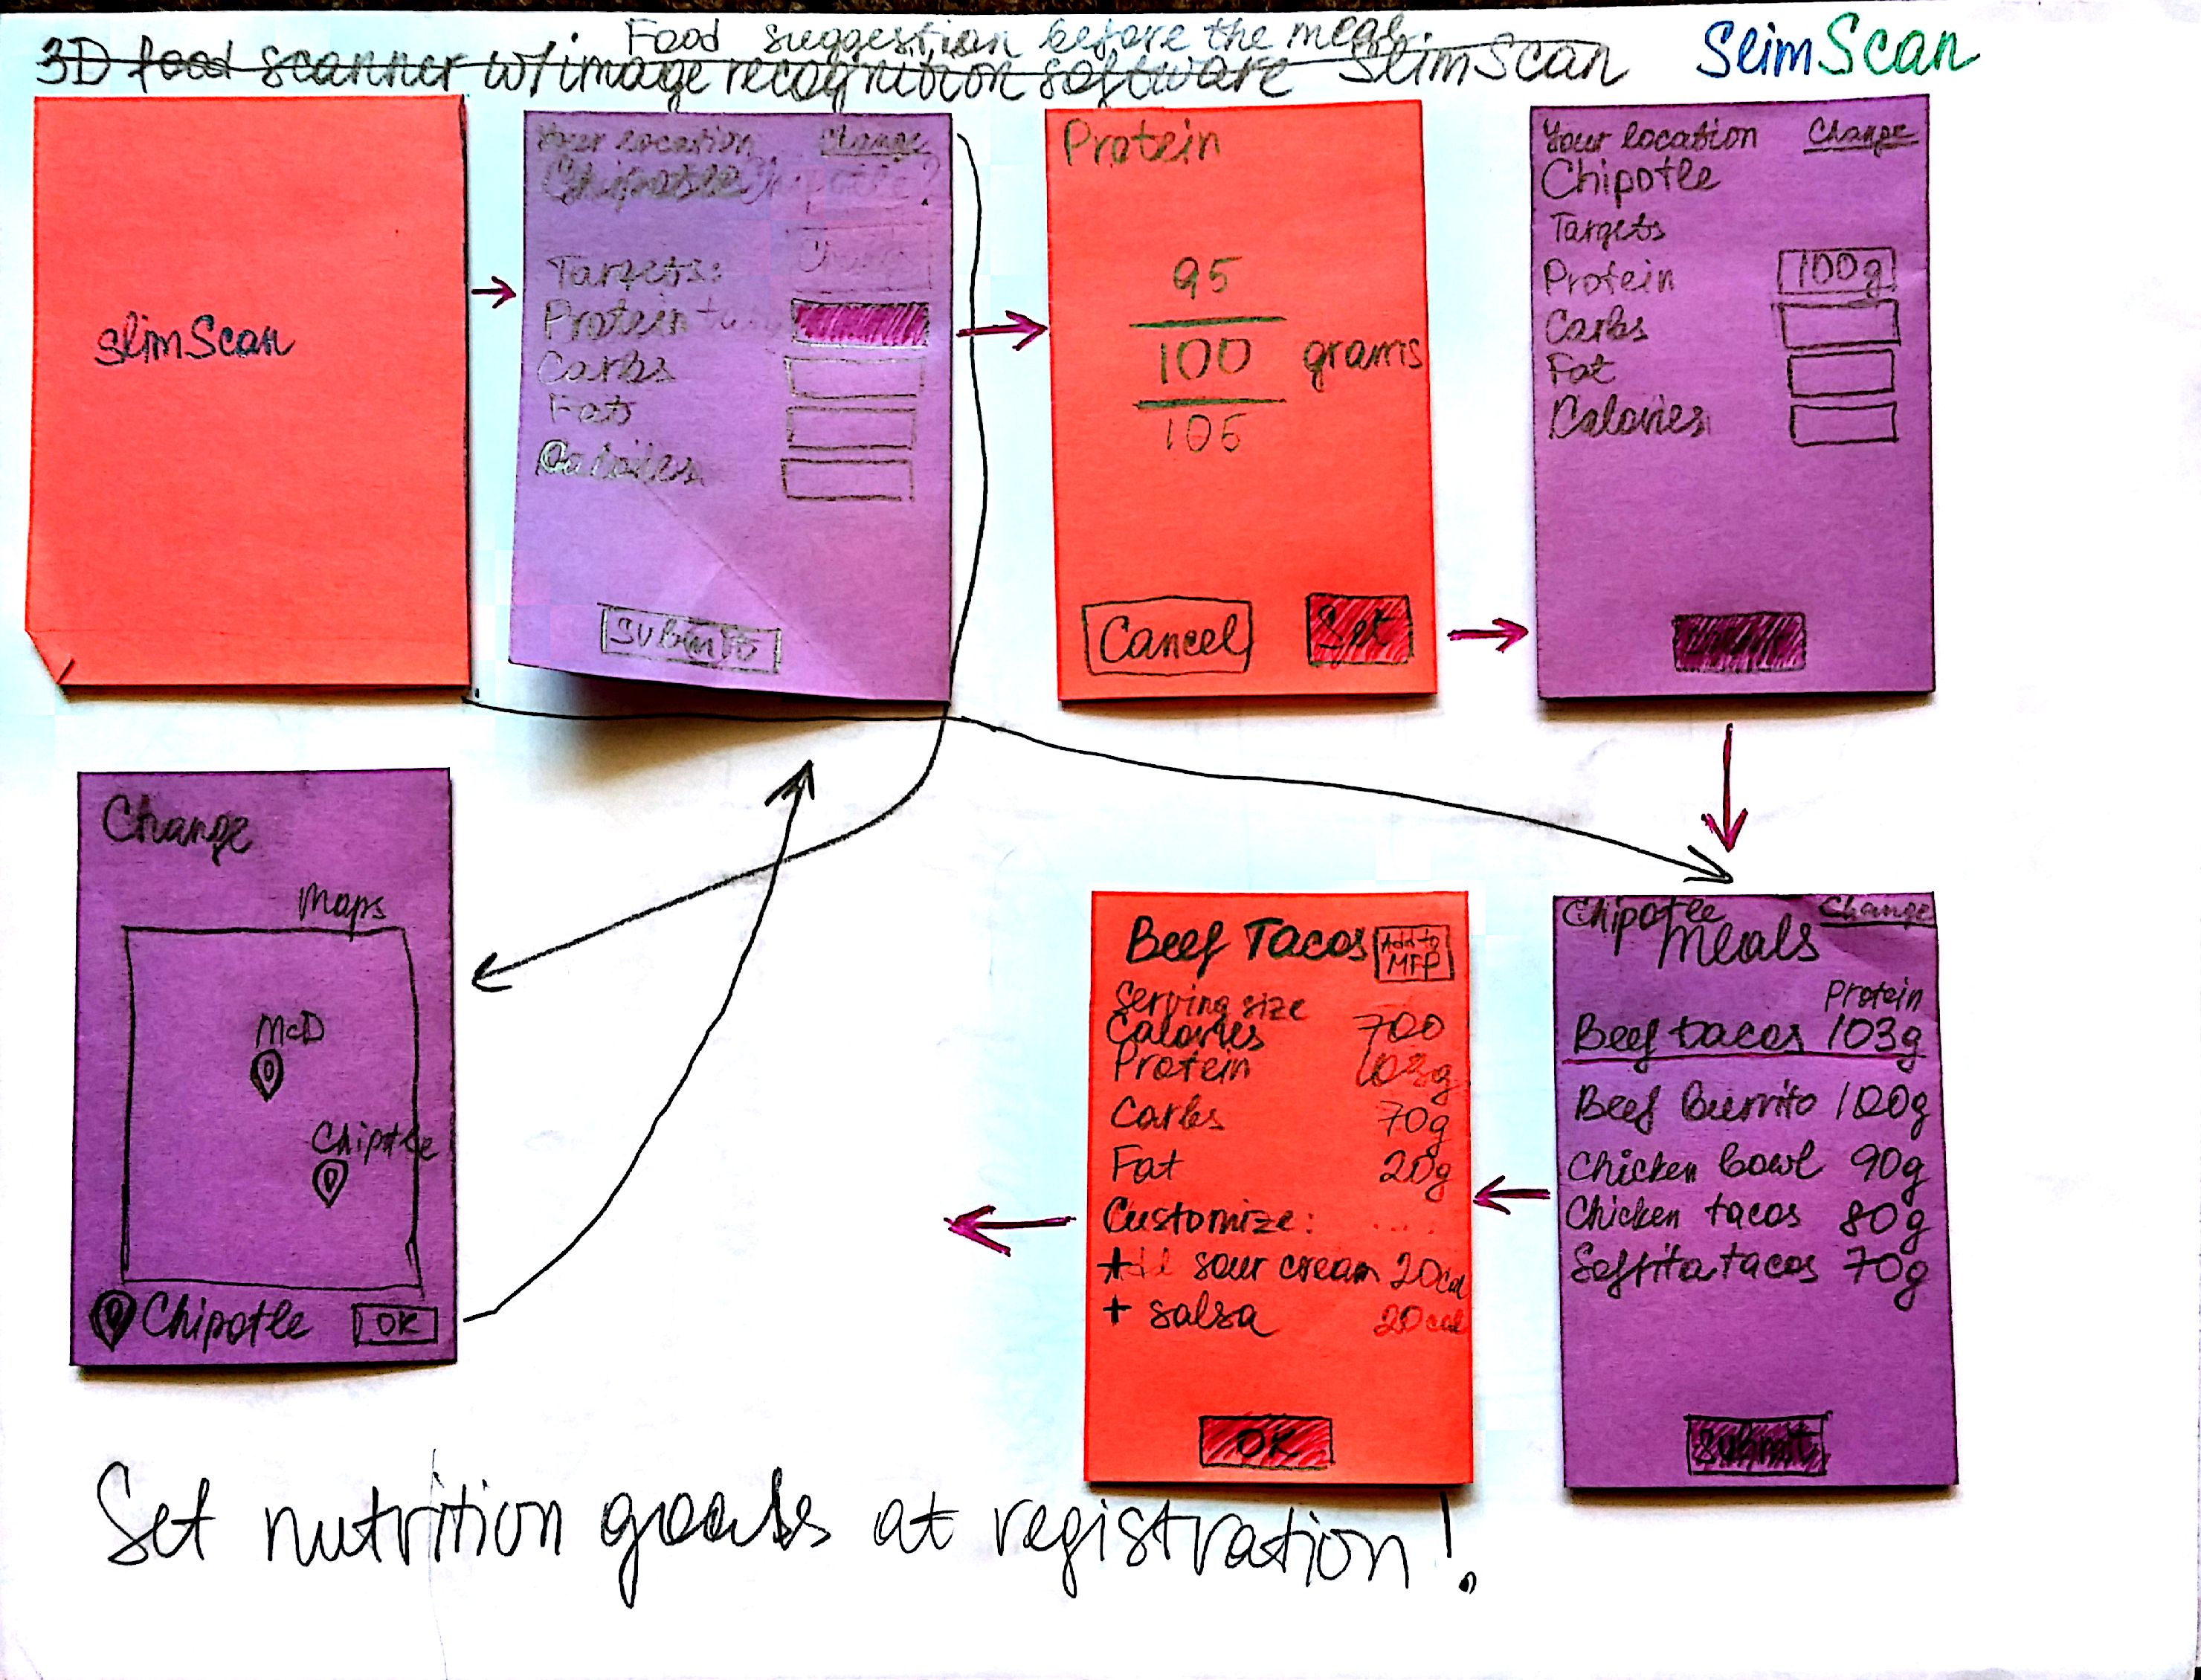 Food suggestion before the meal.
3D food scanner w/image recognition software SlimScan
SlimScan
slimScan
Your location Change
Chipotle Chipotle?
Change
Targets:
Protein
Carbs
Fats
Calories
Submit
Protein
95
100 grams
105
Cancel
Set
Your location Change
Chipotle
Targets
Protein 100g
Carbs
Fat
Calories
Change
Maps
McD
Chipotle
Chipotle OK
Beef Tacos Add to MFP
Serving size
Calories 700
Protein 103g
Carbs 70g
Fat 20g
Customize: ....
+ sour cream 20cal
+ salsa 20cal
OK
Chipotle Change
Meals
Protein
Beef tacos 103g
Beef Burrito 100g
Chicken bowl 90g
Chicken tacos 80g
Soffita tacos 70g
Submit
Set nutrition goals at registration!